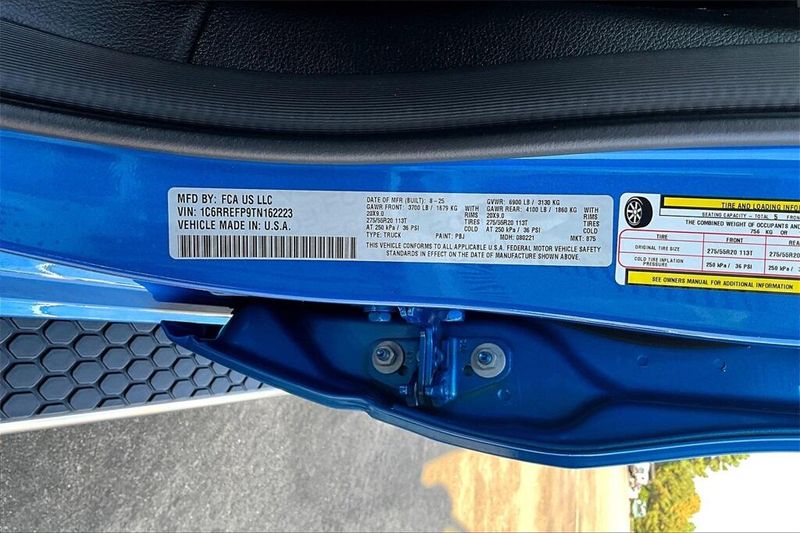 MFD BY: FCA US LLC
VIN: 1C6RREFP9TN162223
VEHICLE MADE IN: U.S.A.
DATE OF MFR (BUILT) 8 - 25
GAWR FRONT: 3700 LB / 1679 KG
20X9.0
275/55R20 113T
AT 250 kPa / 36 PSI
TYPE: TRUCK
PAINT: PBJ
WITH
RIMS
TIRES
COLD
GVWR: 6900 LB / 3130 KG
GAWR REAR: 4100 LB / 1860 KG
20X9.0
275/55R20 113T
AT 250 kPa / 36 PSI
MDH: 080221
WITH
RIMS
TIRES
COLD
MKT: 875
THIS VEHICLE CONFORMS TO ALL APPLICABLE U.S.A. FEDERAL MOTOR VEHICLE SAFETY
STANDARDS IN EFFECT ON THE DATE OF MANUFACTURE SHOWN ABOVE.
TIRE AND LOADING INFO
SEATING CAPACITY - TOTAL 5 FRON
THE COMBINED WEIGHT OF OCCUPANTS AND
756 KG OR
FRONT
REA
ORIGINAL TIRE SIZE
275/55R20 113T
275/55R20
COLD TIRE INFLATION
PRESSURE
250 kPa / 36 PSI
250 kPa /
SEE OWNERS MANUAL FOR ADDITIONAL INFORMATION